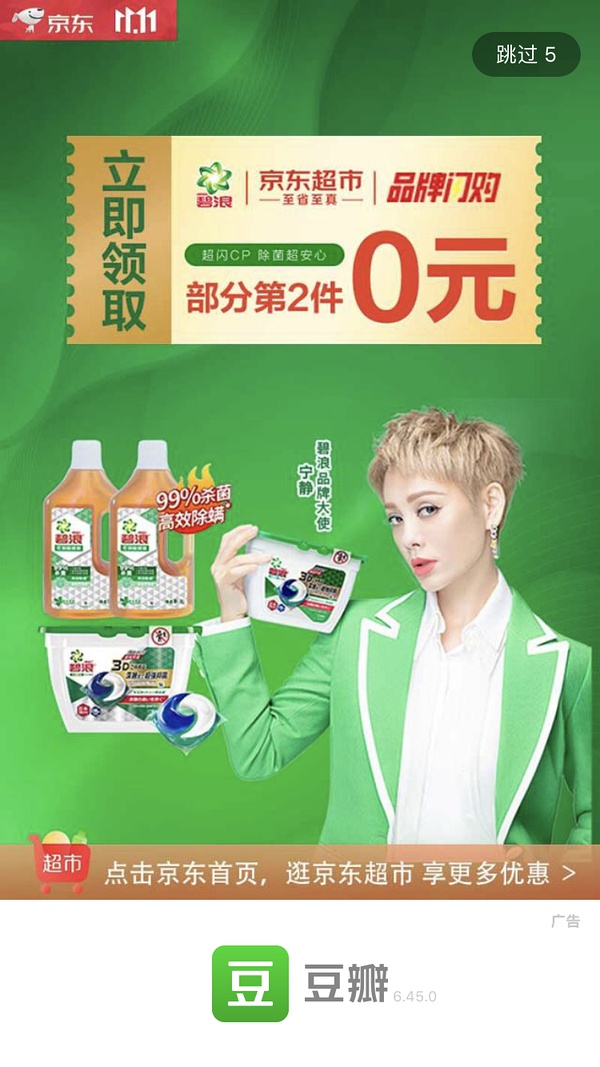 京东 11.11
跳过 5
立即领取
碧浪 京东超市 品牌闪购
至省至真
超闪CP 除菌超安心
部分第2件0元
碧浪品牌大使
宁静
99%杀菌
高效除螨*
碧浪
碧浪
碧浪
3D
超市
点击京东首页，逛京东超市 享更多优惠 >
广告
豆 豆瓣 6.45.0